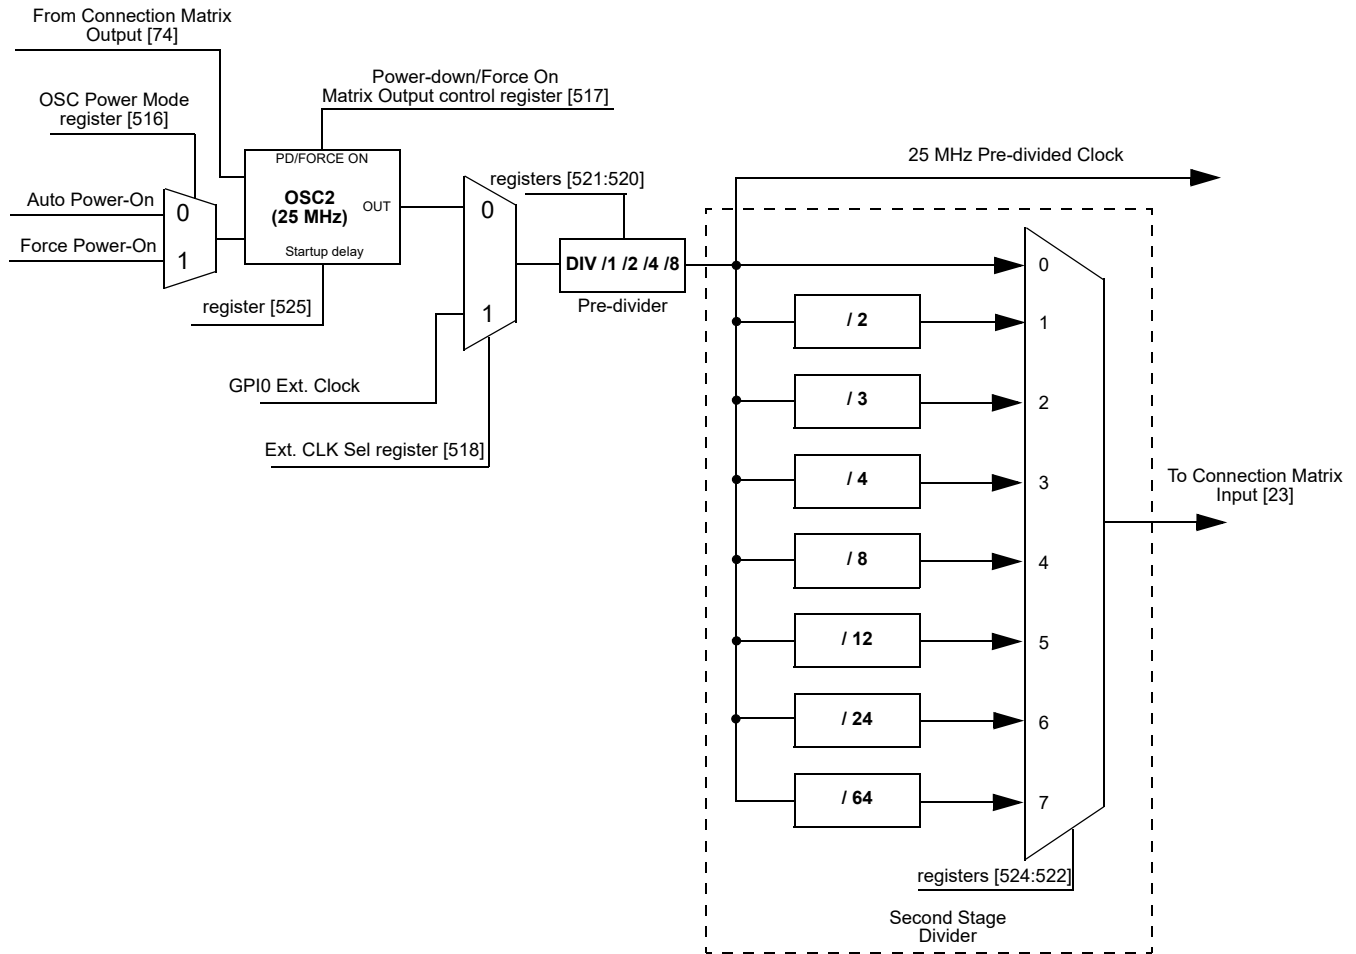 From Connection Matrix
Output [74]
Power-down/Force On
Matrix Output control register [517]
OSC Power Mode
register [516]
PD/FORCE ON
OSC2
(25 MHz)
OUT
Startup delay
Auto Power-On
Force Power-On
0
1
register [525]
0
1
GPI0 Ext. Clock
Ext. CLK Sel register [518]
registers [521:520]
DIV /1 /2 /4 /8
Pre-divider
25 MHz Pre-divided Clock
0
/ 2
1
/ 3
2
/ 4
3
/ 8
4
/ 12
5
/ 24
6
/ 64
7
To Connection Matrix
Input [23]
registers [524:522]
Second Stage
Divider